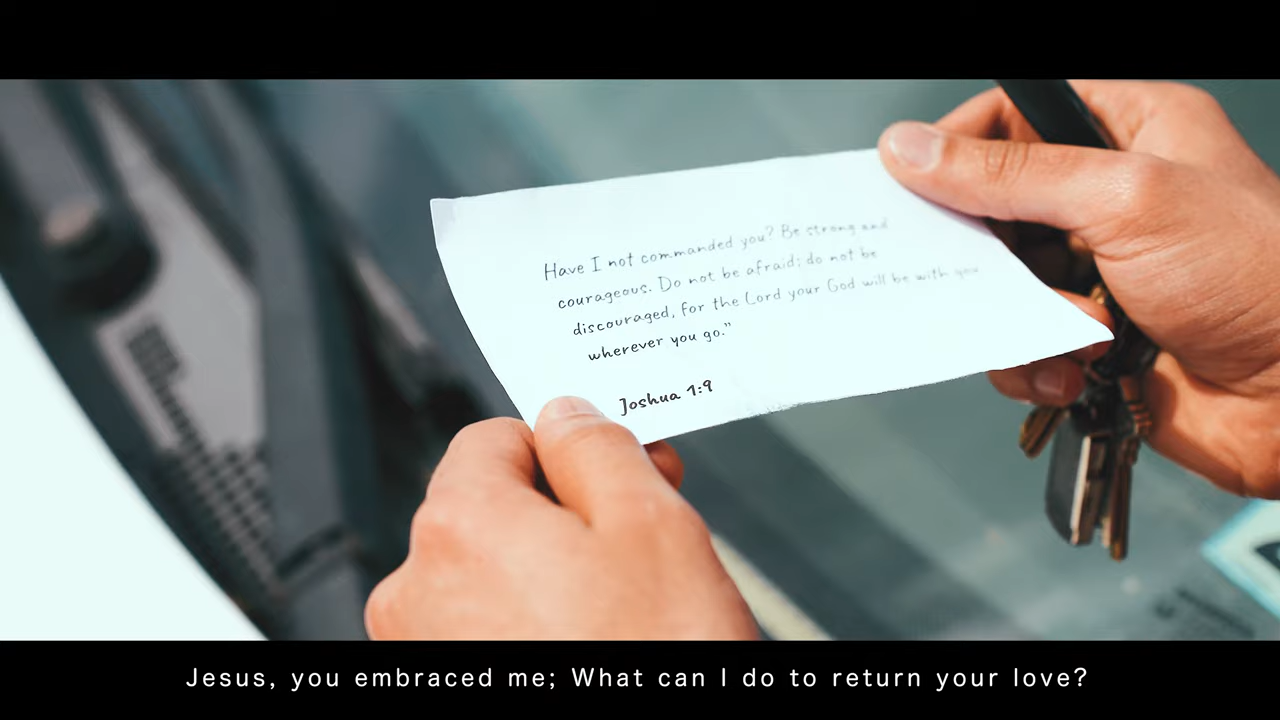 Have I not commanded you? Be strong and
courageous. Do not be afraid; do not be
discouraged, for the Lord your God will be with you
wherever you go.”
Joshua 1:9
Jesus, you embraced me; What can I do to return your love?